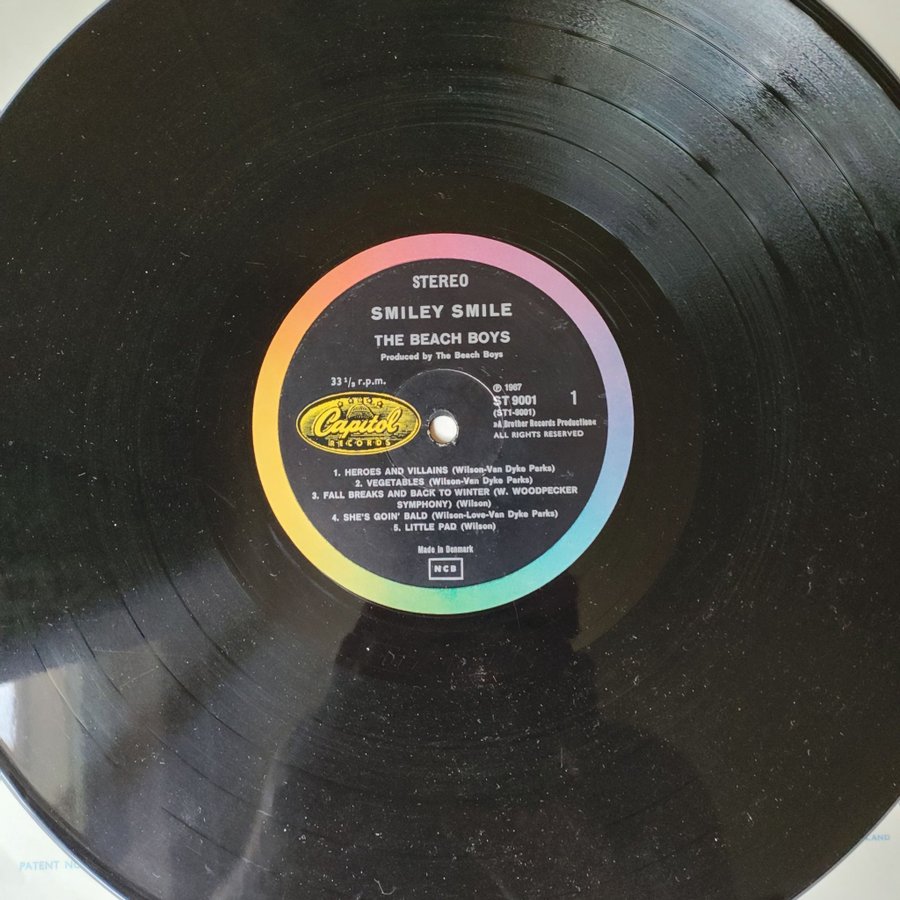 STEREO
SMILEY SMILE
THE BEACH BOYS
Produced by The Beach Boys
33 1/3 r.p.m.
℗ 1967
ST 9001 1
(ST1-9001)
»A Brother Records Production«
ALL RIGHTS RESERVED
Capitol
RECORDS
1. HEROES AND VILLAINS (Wilson-Van Dyke Parks)
2. VEGETABLES (Wilson-Van Dyke Parks)
3. FALL BREAKS AND BACK TO WINTER (W. WOODPECKER
SYMPHONY) (Wilson)
4. SHE'S GOIN' BALD (Wilson-Love-Van Dyke Parks)
5. LITTLE PAD (Wilson)
Made in Denmark
NCB
PATENT